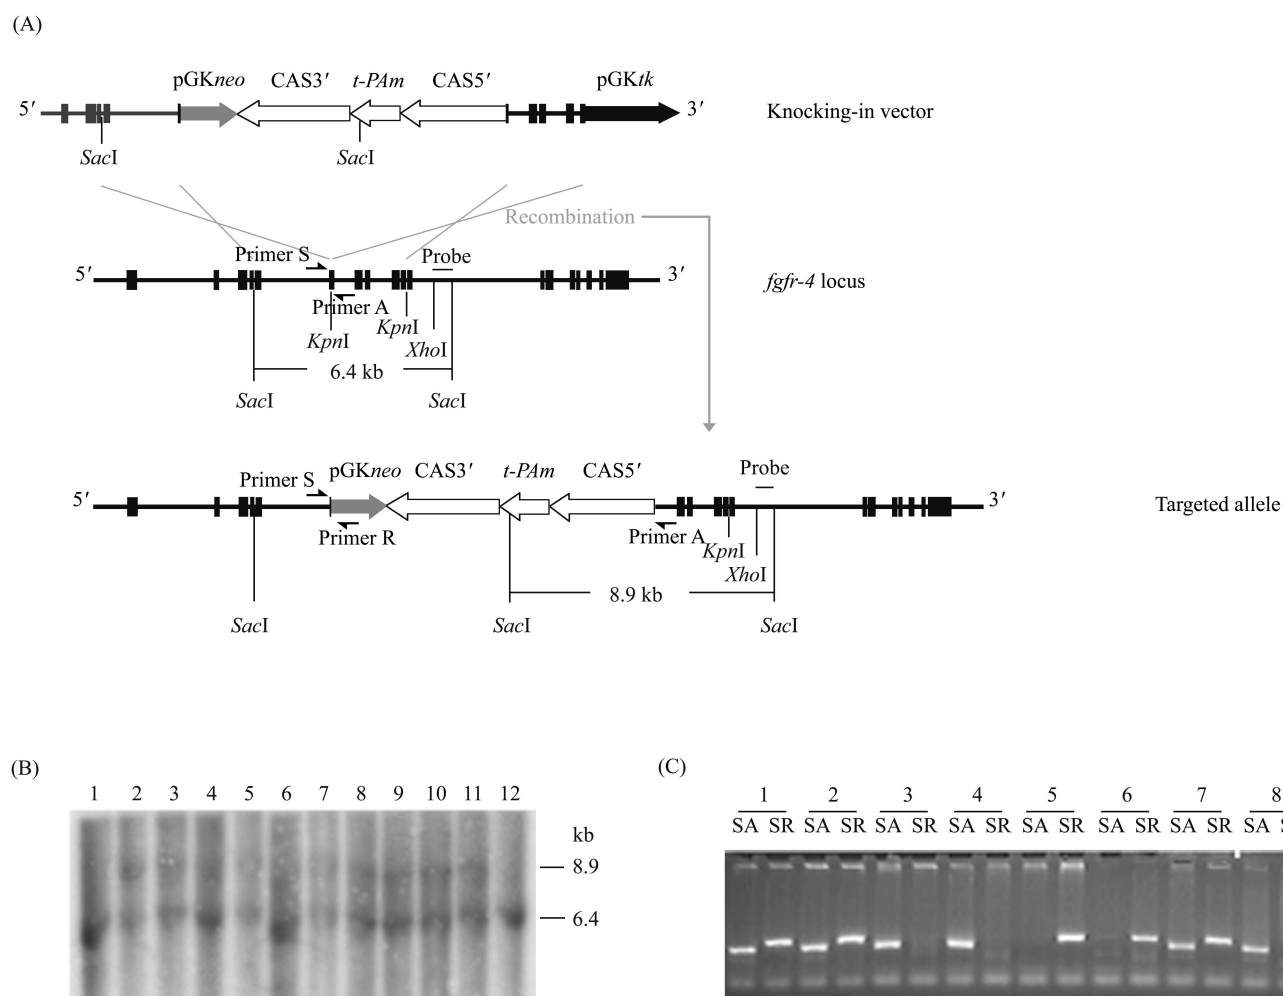 (A)
pGKneo CAS3′ t-PAm CAS5′ pGKtk
5′ 3′ Knocking-in vector
SacI SacI
Recombination
Primer S Probe
5′ 3′ fgfr-4 locus
Primer A
KpnI KpnI
XhoI
6.4 kb
SacI SacI
Primer S pGKneo CAS3′ t-PAm CAS5′ Probe
5′ 3′ Targeted allele
Primer R Primer A KpnI
XhoI
8.9 kb
SacI SacI SacI
(B)
1 2 3 4 5 6 7 8 9 10 11 12
kb
8.9
6.4
(C)
1 2 3 4 5 6 7 8
SA SR SA SR SA SR SA SR SA SR SA SR SA SR SA